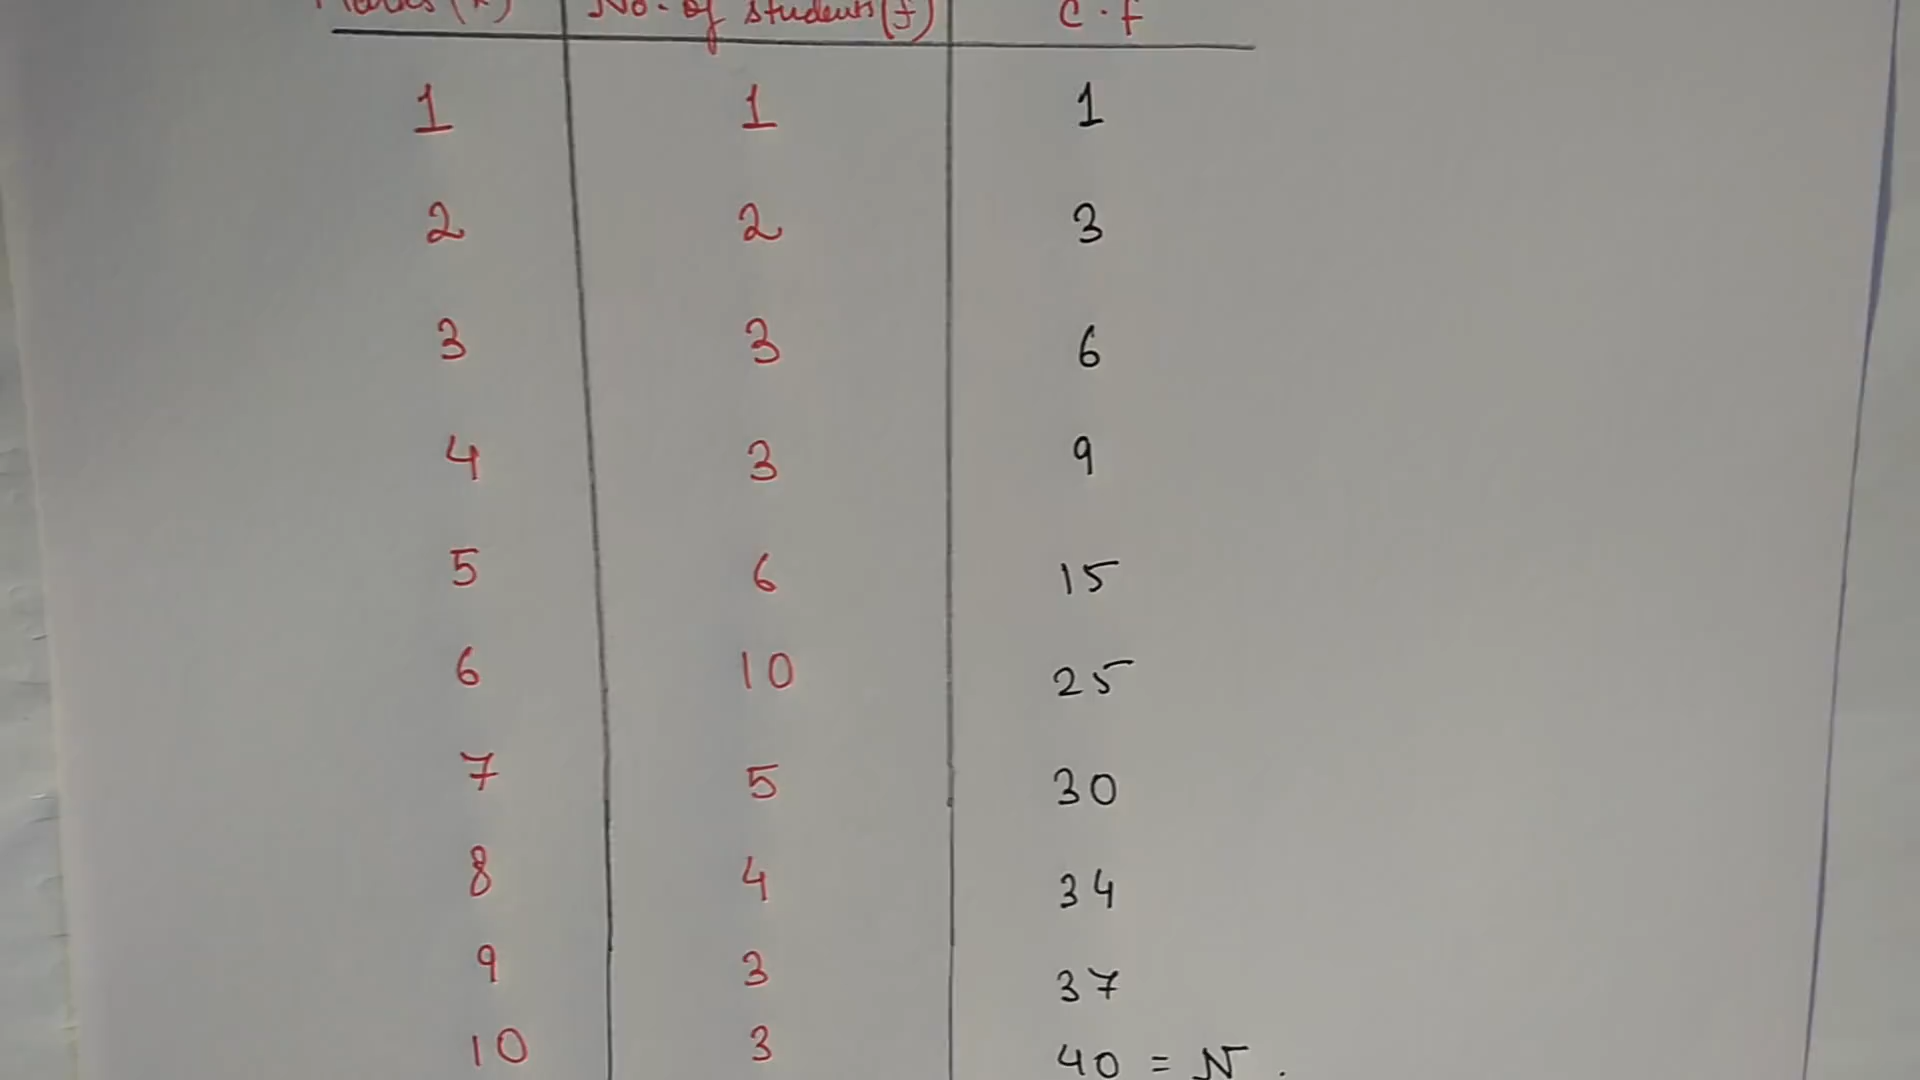 Marks (x) No. of students (f) C.f
1 1 1
2 2 3
3 3 6
4 3 9
5 6 15
6 10 25
7 5 30
8 4 34
9 3 37
10 3 40 = N.